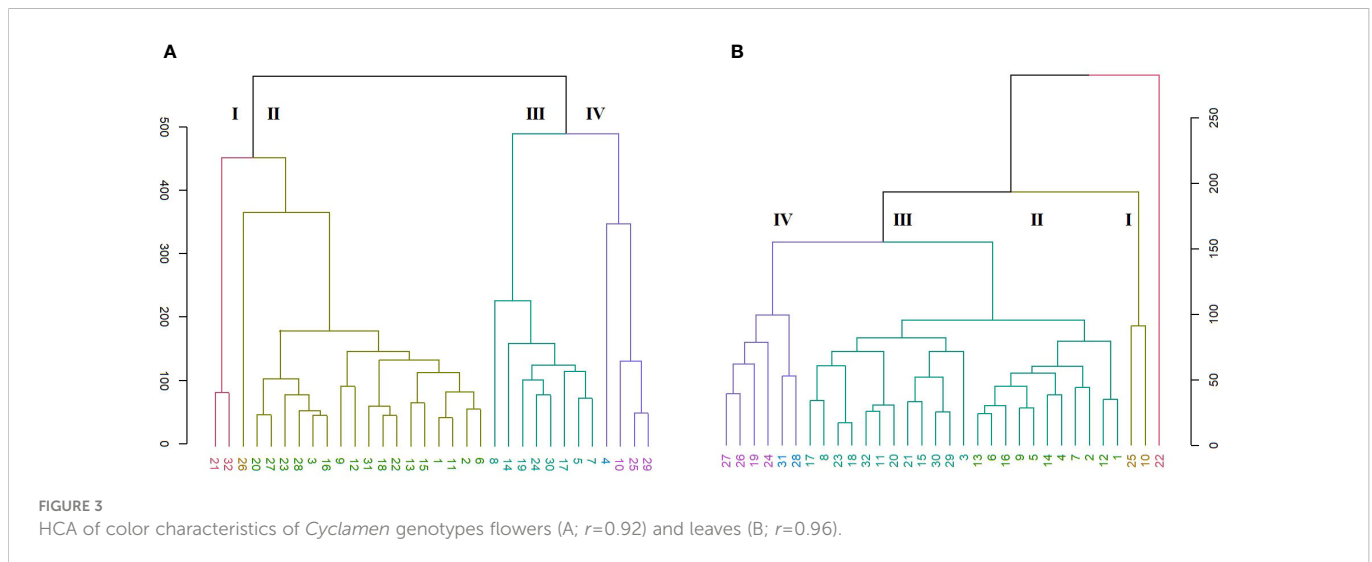 A
B
I II III IV
IV III II I
500
400
300
200
100
0
250
200
150
100
50
0
21 32 26 20 27 23 28 3 16 9 12 31 18 22 13 15 1 11 2 6 8 14 19 24 30 17 5 7 4 10 25 29
27 26 19 24 31 28 17 8 23 18 32 11 20 21 15 30 29 3 13 6 16 9 5 14 4 7 2 12 1 25 10 22
FIGURE 3
HCA of color characteristics of Cyclamen genotypes flowers (A; r=0.92) and leaves (B; r=0.96).